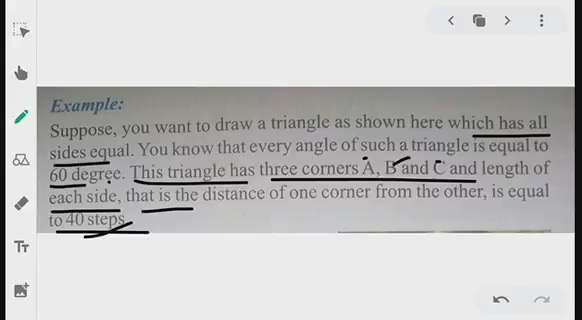 Example:
Suppose, you want to draw a triangle as shown here which has all
sides equal. You know that every angle of such a triangle is equal to
60 degree. This triangle has three corners A, B and C and length of
each side, that is the distance of one corner from the other, is equal
to 40 steps
Tт